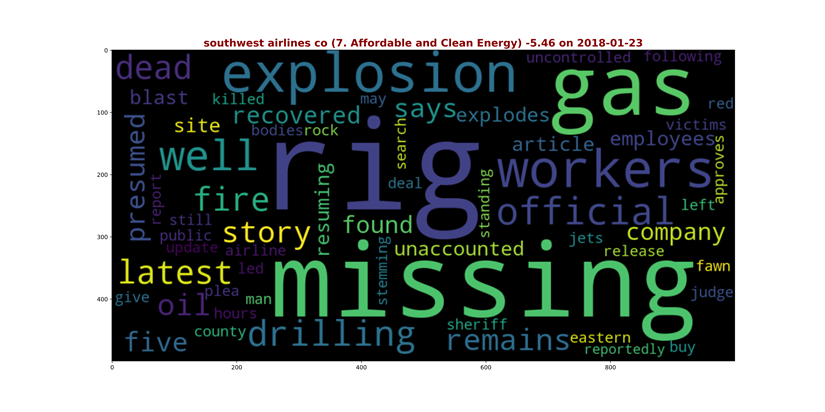 southwest airlines co (7. Affordable and Clean Energy) -5.46 on 2018-01-23
0
100
200
300
400
0
200
400
600
800
dead
explosion
uncontrolled
following
gas
blast
killed
may
recovered
says
explodes
red
site
bodies
rock
search
article
victims
employees
presumed
well
rig
workers
approves
report
fire
resuming
deal
standing
official
left
still
public
story
found
company
update
airline
unaccounted
jets
release
latest
led
missing
stemming
fawn
give
plea
oil
man
judge
hours
county
sheriff
five
drilling
remains
eastern
reportedly
buy